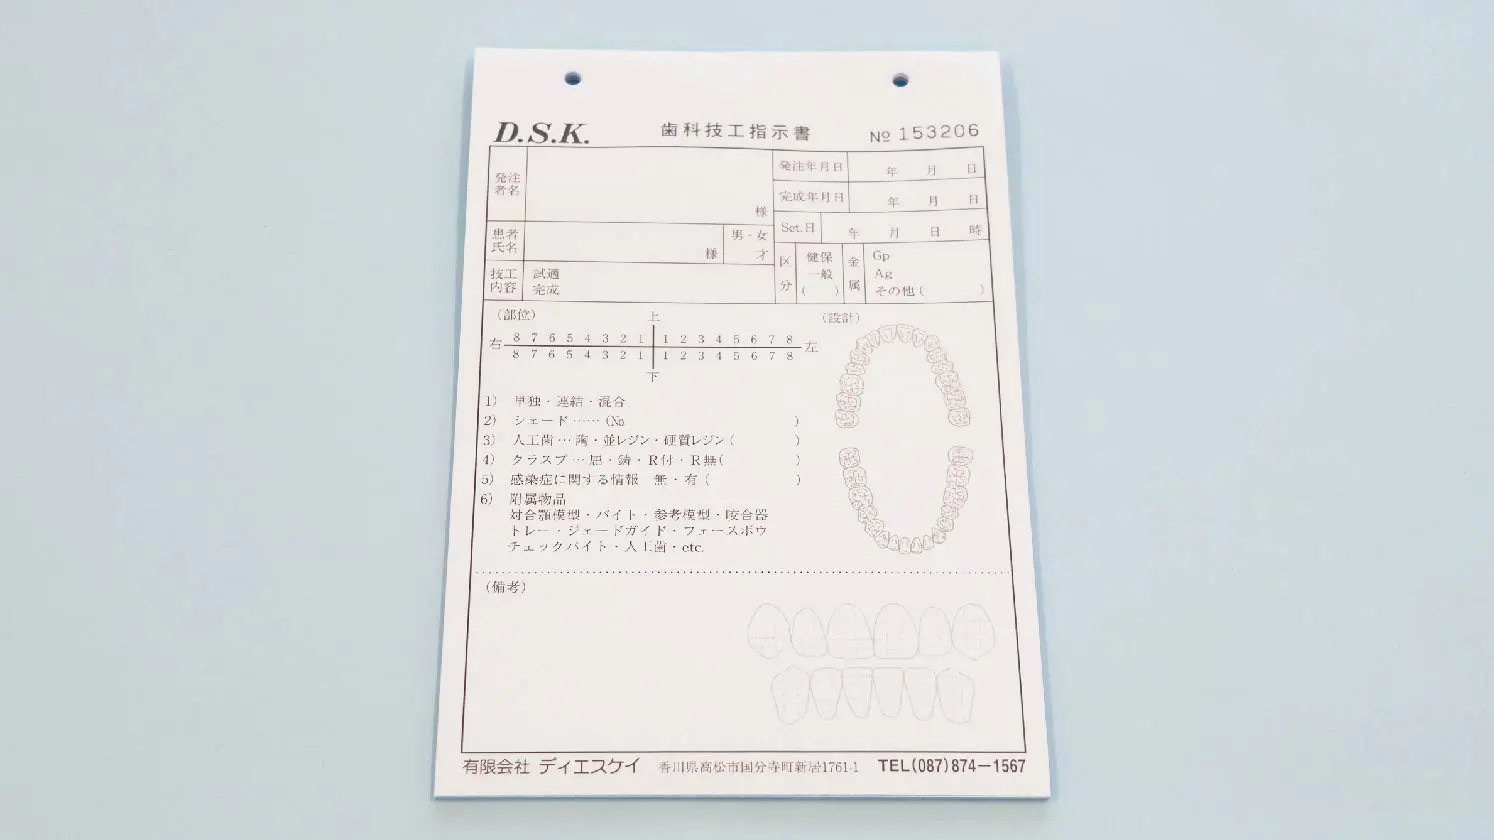 D.S.K. 歯科技工指示書 № 153206
発注者名 様
発注年月日 年 月 日
完成年月日 年 月 日
Set.日 年 月 日 時
患者氏名 様 男・女 才
区分 健保 一般 ( )
金属 Gp Ag その他 ( )
技工内容 試適 完成
(部位) 上 (設計)
右 8 7 6 5 4 3 2 1 1 2 3 4 5 6 7 8 左
8 7 6 5 4 3 2 1 1 2 3 4 5 6 7 8
下
1) 単独・連結・混合
2) シェード……(№ )
3) 人工歯…陶・並レジン・硬質レジン( )
4) クラスプ…屈・鋳・R付・R無( )
5) 感染症に関する情報 無・有( )
6) 附属物品
対合顎模型・バイト・参考模型・咬合器
トレー・シェードガイド・フェースボウ
チェックバイト・人工歯・etc.
(備考)
有限会社 ディエスケイ 香川県高松市国分寺町新居1761-1 TEL(087)874-1567